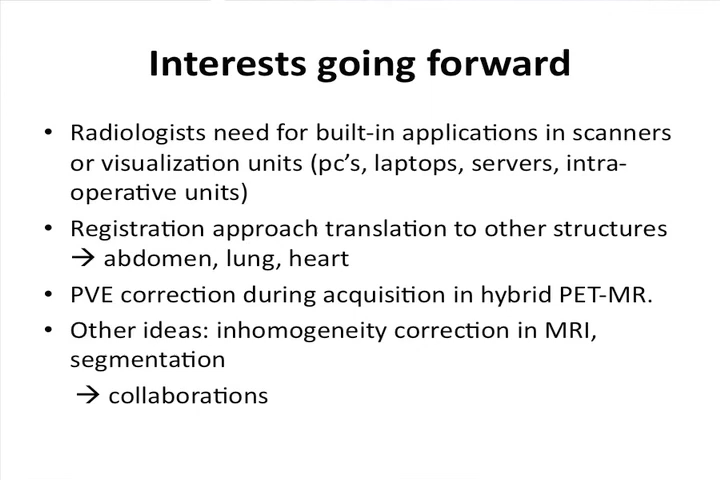 Interests going forward
• Radiologists need for built-in applications in scanners
or visualization units (pc’s, laptops, servers, intra-
operative units)
• Registration approach translation to other structures
→ abdomen, lung, heart
• PVE correction during acquisition in hybrid PET-MR.
• Other ideas: inhomogeneity correction in MRI,
segmentation
→ collaborations